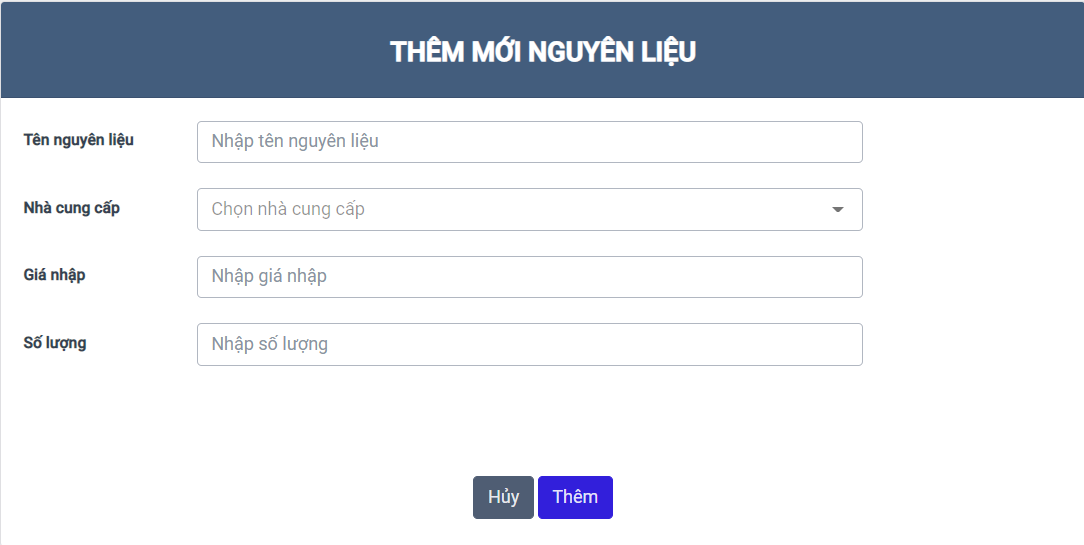 THÊM MỚI NGUYÊN LIỆU
Tên nguyên liệu
Nhập tên nguyên liệu
Nhà cung cấp
Chọn nhà cung cấp
Giá nhập
Nhập giá nhập
Số lượng
Nhập số lượng
Hủy Thêm